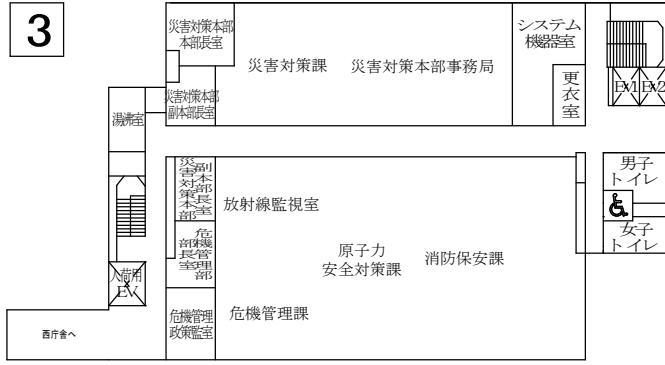 3
災害対策本部
本部長室
災害対策課
災害対策本部事務局
システム
機器室
更衣室
EV1
EV2
災害対策本部
副本部長室
湯沸室
災害対策本部
副本部長室
放射線監視室
男子
トイレ
女子
トイレ
危機管理部
部長室
原子力
安全対策課
消防保安課
人荷用
EV
危機管理
政策監室
危機管理課
西庁舎へ